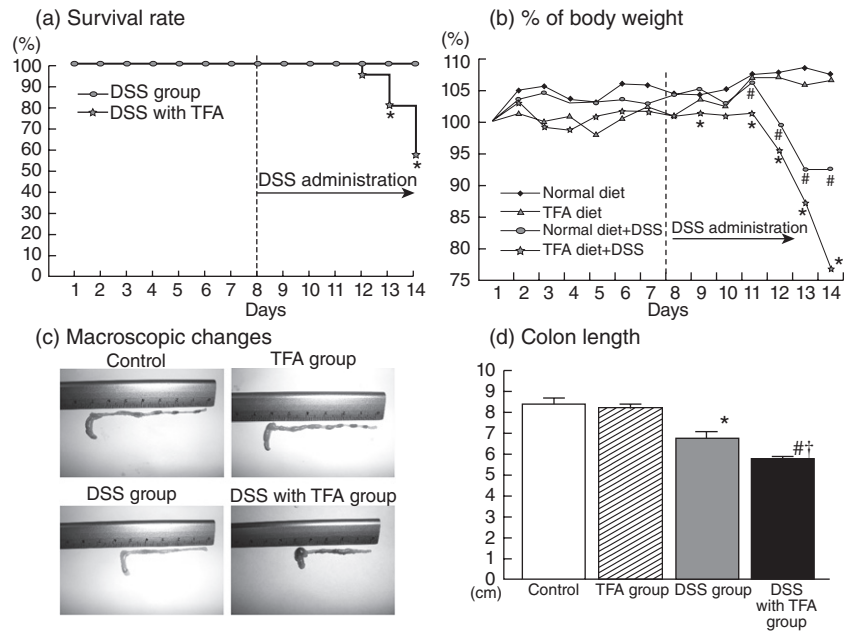 (a) Survival rate
(%)
100
90
80
70
60
50
40
30
20
10
0
DSS group
DSS with TFA
*
*
DSS administration
1 2 3 4 5 6 7 8 9 10 11 12 13 14
Days
(b) % of body weight
(%)
110
105
100
95
90
85
80
75
# # # #
* * * * * *
Normal diet
TFA diet
Normal diet+DSS
TFA diet+DSS
DSS administration
1 2 3 4 5 6 7 8 9 10 11 12 13 14
Days
(c) Macroscopic changes
Control
TFA group
DSS group
DSS with TFA group
(d) Colon length
10
9
8
7
6
5
4
3
2
1
0
(cm)
*
#†
Control
TFA group
DSS group
DSS
with TFA
group